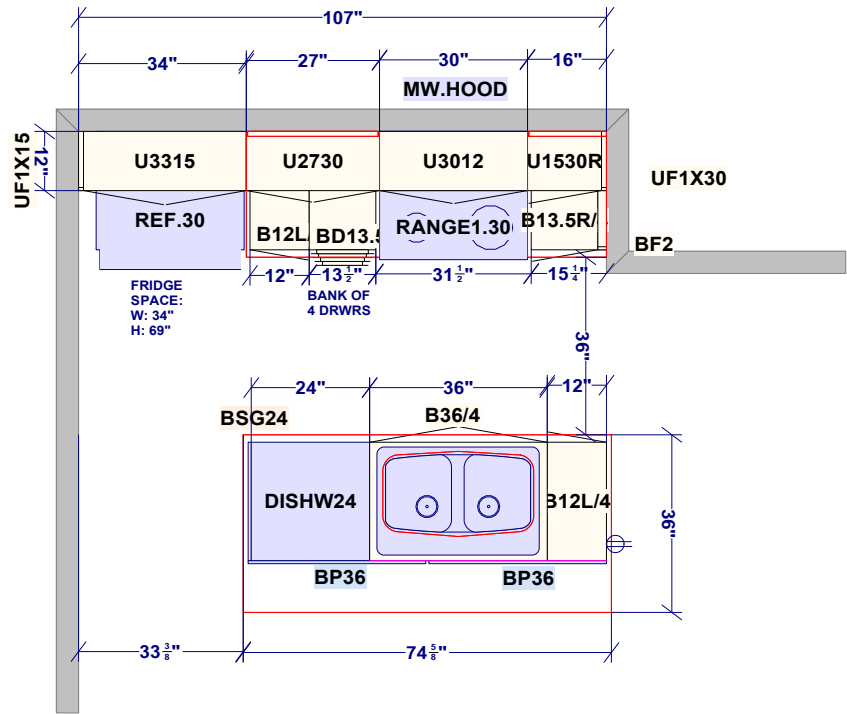 107"
34" 27" 30" 16"
MW.HOOD
UF1X15
12"
U3315 U2730 U3012 U1530R
UF1X30
REF.30 B12L/ BD13.5 RANGE1.30 B13.5R/
BF2
12" 13 1/2" 31 1/2" 15 1/4"
FRIDGE
SPACE:
W: 34"
H: 69"
BANK OF
4 DRWRS
36"
24" 36" 12"
BSG24 B36/4
DISHW24 B12L/4
36"
BP36 BP36
33 3/8" 74 5/8"